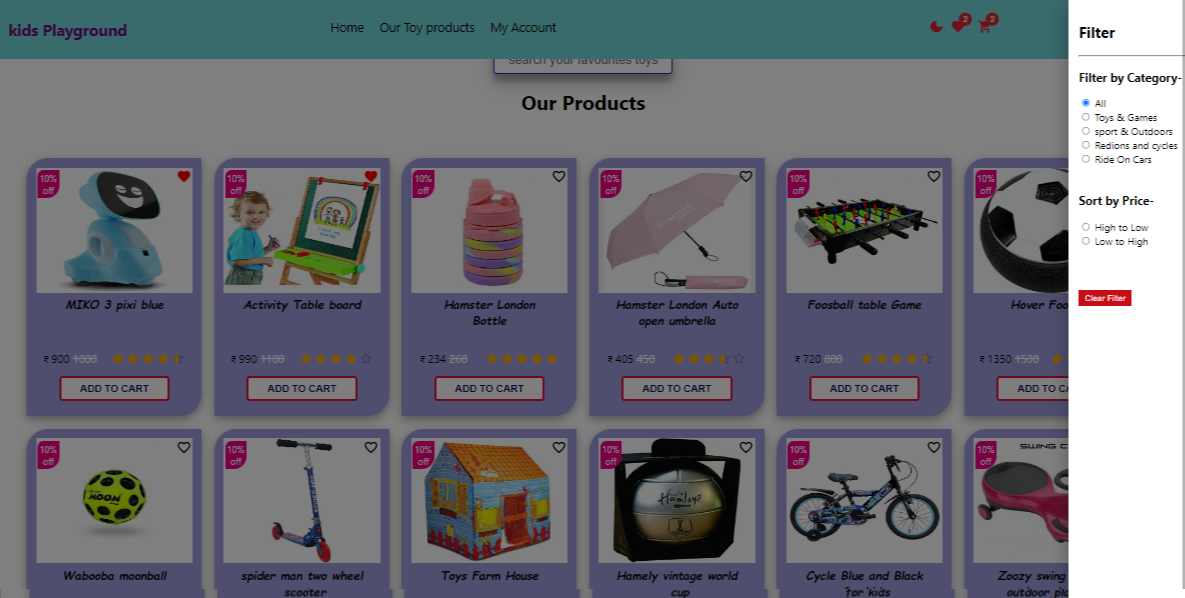 kids Playground
Home
Our Toy products
My Account
2
2
search your favourites toys
Our Products
10%
off
MIKO 3 pixi blue
₹ 900 1000
ADD TO CART
10%
off
Activity Table board
₹ 990 1100
ADD TO CART
10%
off
Hamster London
Bottle
₹ 234 260
ADD TO CART
10%
off
Hamster London Auto
open umbrella
₹ 405 450
ADD TO CART
10%
off
Foosball table Game
₹ 720 800
ADD TO CART
10%
off
Hover Foo
₹ 1350 1500
ADD TO CA
10%
off
MOON
Wabooba moonball
10%
off
spider man two wheel
scooter
10%
off
Toys Farm House
10%
off
Hamleys
Hamely vintage world
cup
10%
off
Cycle Blue and Black
for kids
10%
off
SWING C
Zoozy swing
outdoor pla
Filter
Filter by Category-
All
Toys & Games
sport & Outdoors
Redions and cycles
Ride On Cars
Sort by Price-
High to Low
Low to High
Clear Filter